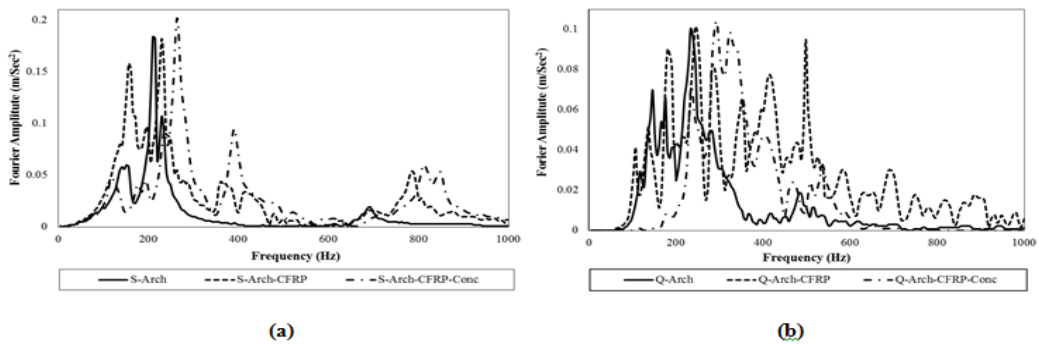 0.2
0.15
0.1
0.05
0
Fourier Amplitude (m/Sec2)
0 200 400 600 800 1000
Frequency (Hz)
S-Arch S-Arch-CFRP S-Arch-CFRP-Conc
(a)
0.1
0.08
0.06
0.04
0.02
0
Forier Amplitude (m/Sec2)
0 200 400 600 800 1000
Frequency (Hz)
Q-Arch Q-Arch-CFRP Q-Arch-CFRP-Conc
(b)